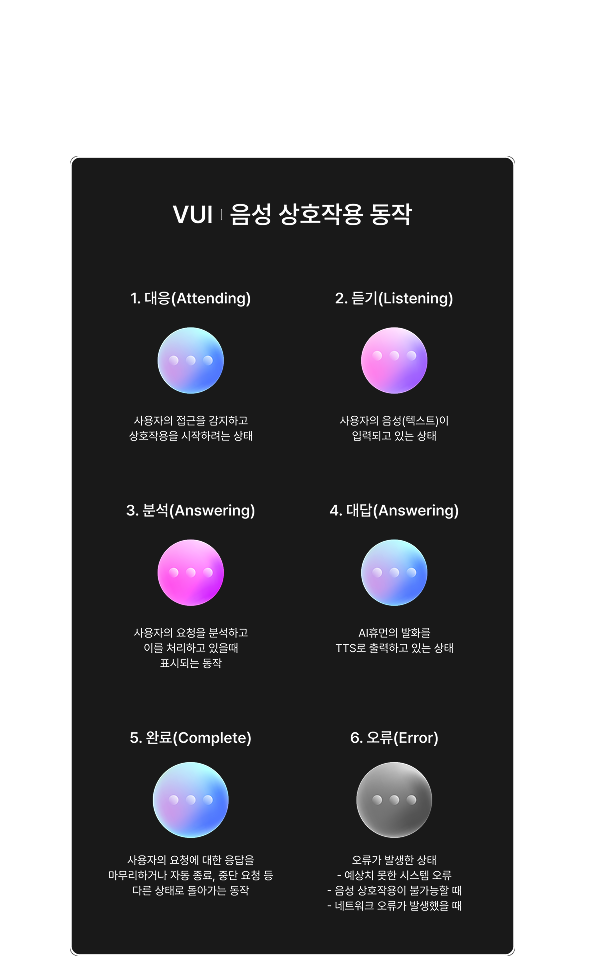 VUI | 음성 상호작용 동작
1. 대응(Attending)
사용자의 접근을 감지하고
상호작용을 시작하려는 상태
2. 듣기(Listening)
사용자의 음성(텍스트)이
입력되고 있는 상태
3. 분석(Answering)
사용자의 요청을 분석하고
이를 처리하고 있을때
표시되는 동작
4. 대답(Answering)
AI휴먼의 발화를
TTS로 출력하고 있는 상태
5. 완료(Complete)
사용자의 요청에 대한 응답을
마무리하거나 자동 종료, 중단 요청 등
다른 상태로 돌아가는 동작
6. 오류(Error)
오류가 발생한 상태
- 예상치 못한 시스템 오류
- 음성 상호작용이 불가능할 때
- 네트워크 오류가 발생했을 때